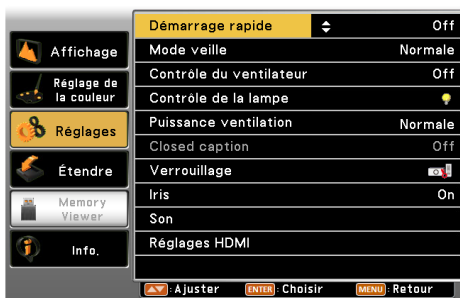 Affichage
Réglage de
la couleur
Réglages
Étendre
Memory
Viewer
Info.
Démarrage rapide Off
Mode veille Normale
Contrôle du ventilateur Off
Contrôle de la lampe
Puissance ventilation Normale
Closed caption Off
Verrouillage
Iris On
Son
Réglages HDMI
:Ajuster ENTER:Choisir MENU:Retour